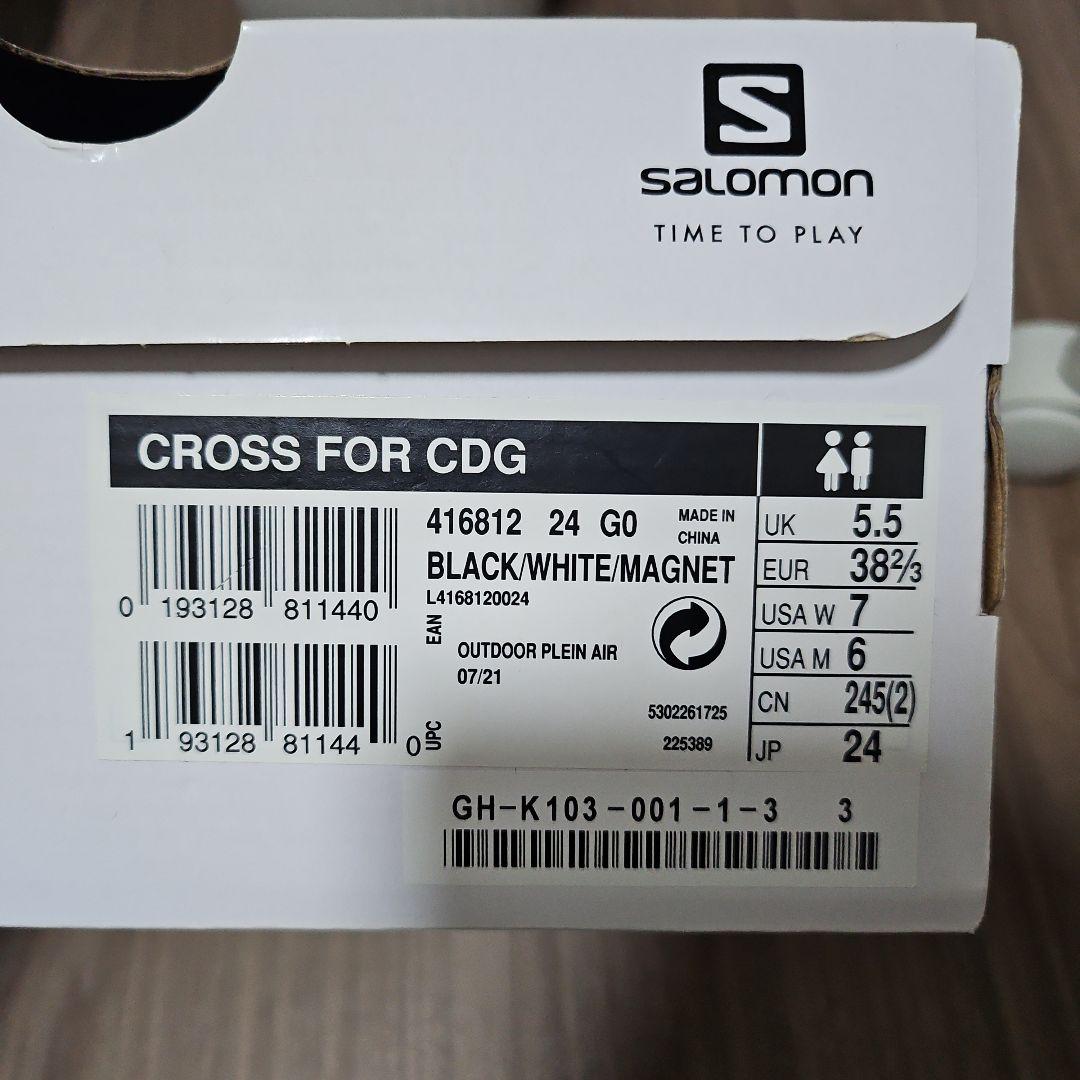 S
SALOMON
TIME TO PLAY
CROSS FOR CDG
0 193128 811440
EAN
1 93128 81144 0
UPC
416812 24 G0
MADE IN
CHINA
BLACK/WHITE/MAGNET
L4168120024
OUTDOOR PLEIN AIR
07/21
5302261725
225389
UK 5.5
EUR 38⅔
USA W 7
USA M 6
CN 245(2)
JP 24
GH-K103-001-1-3 3